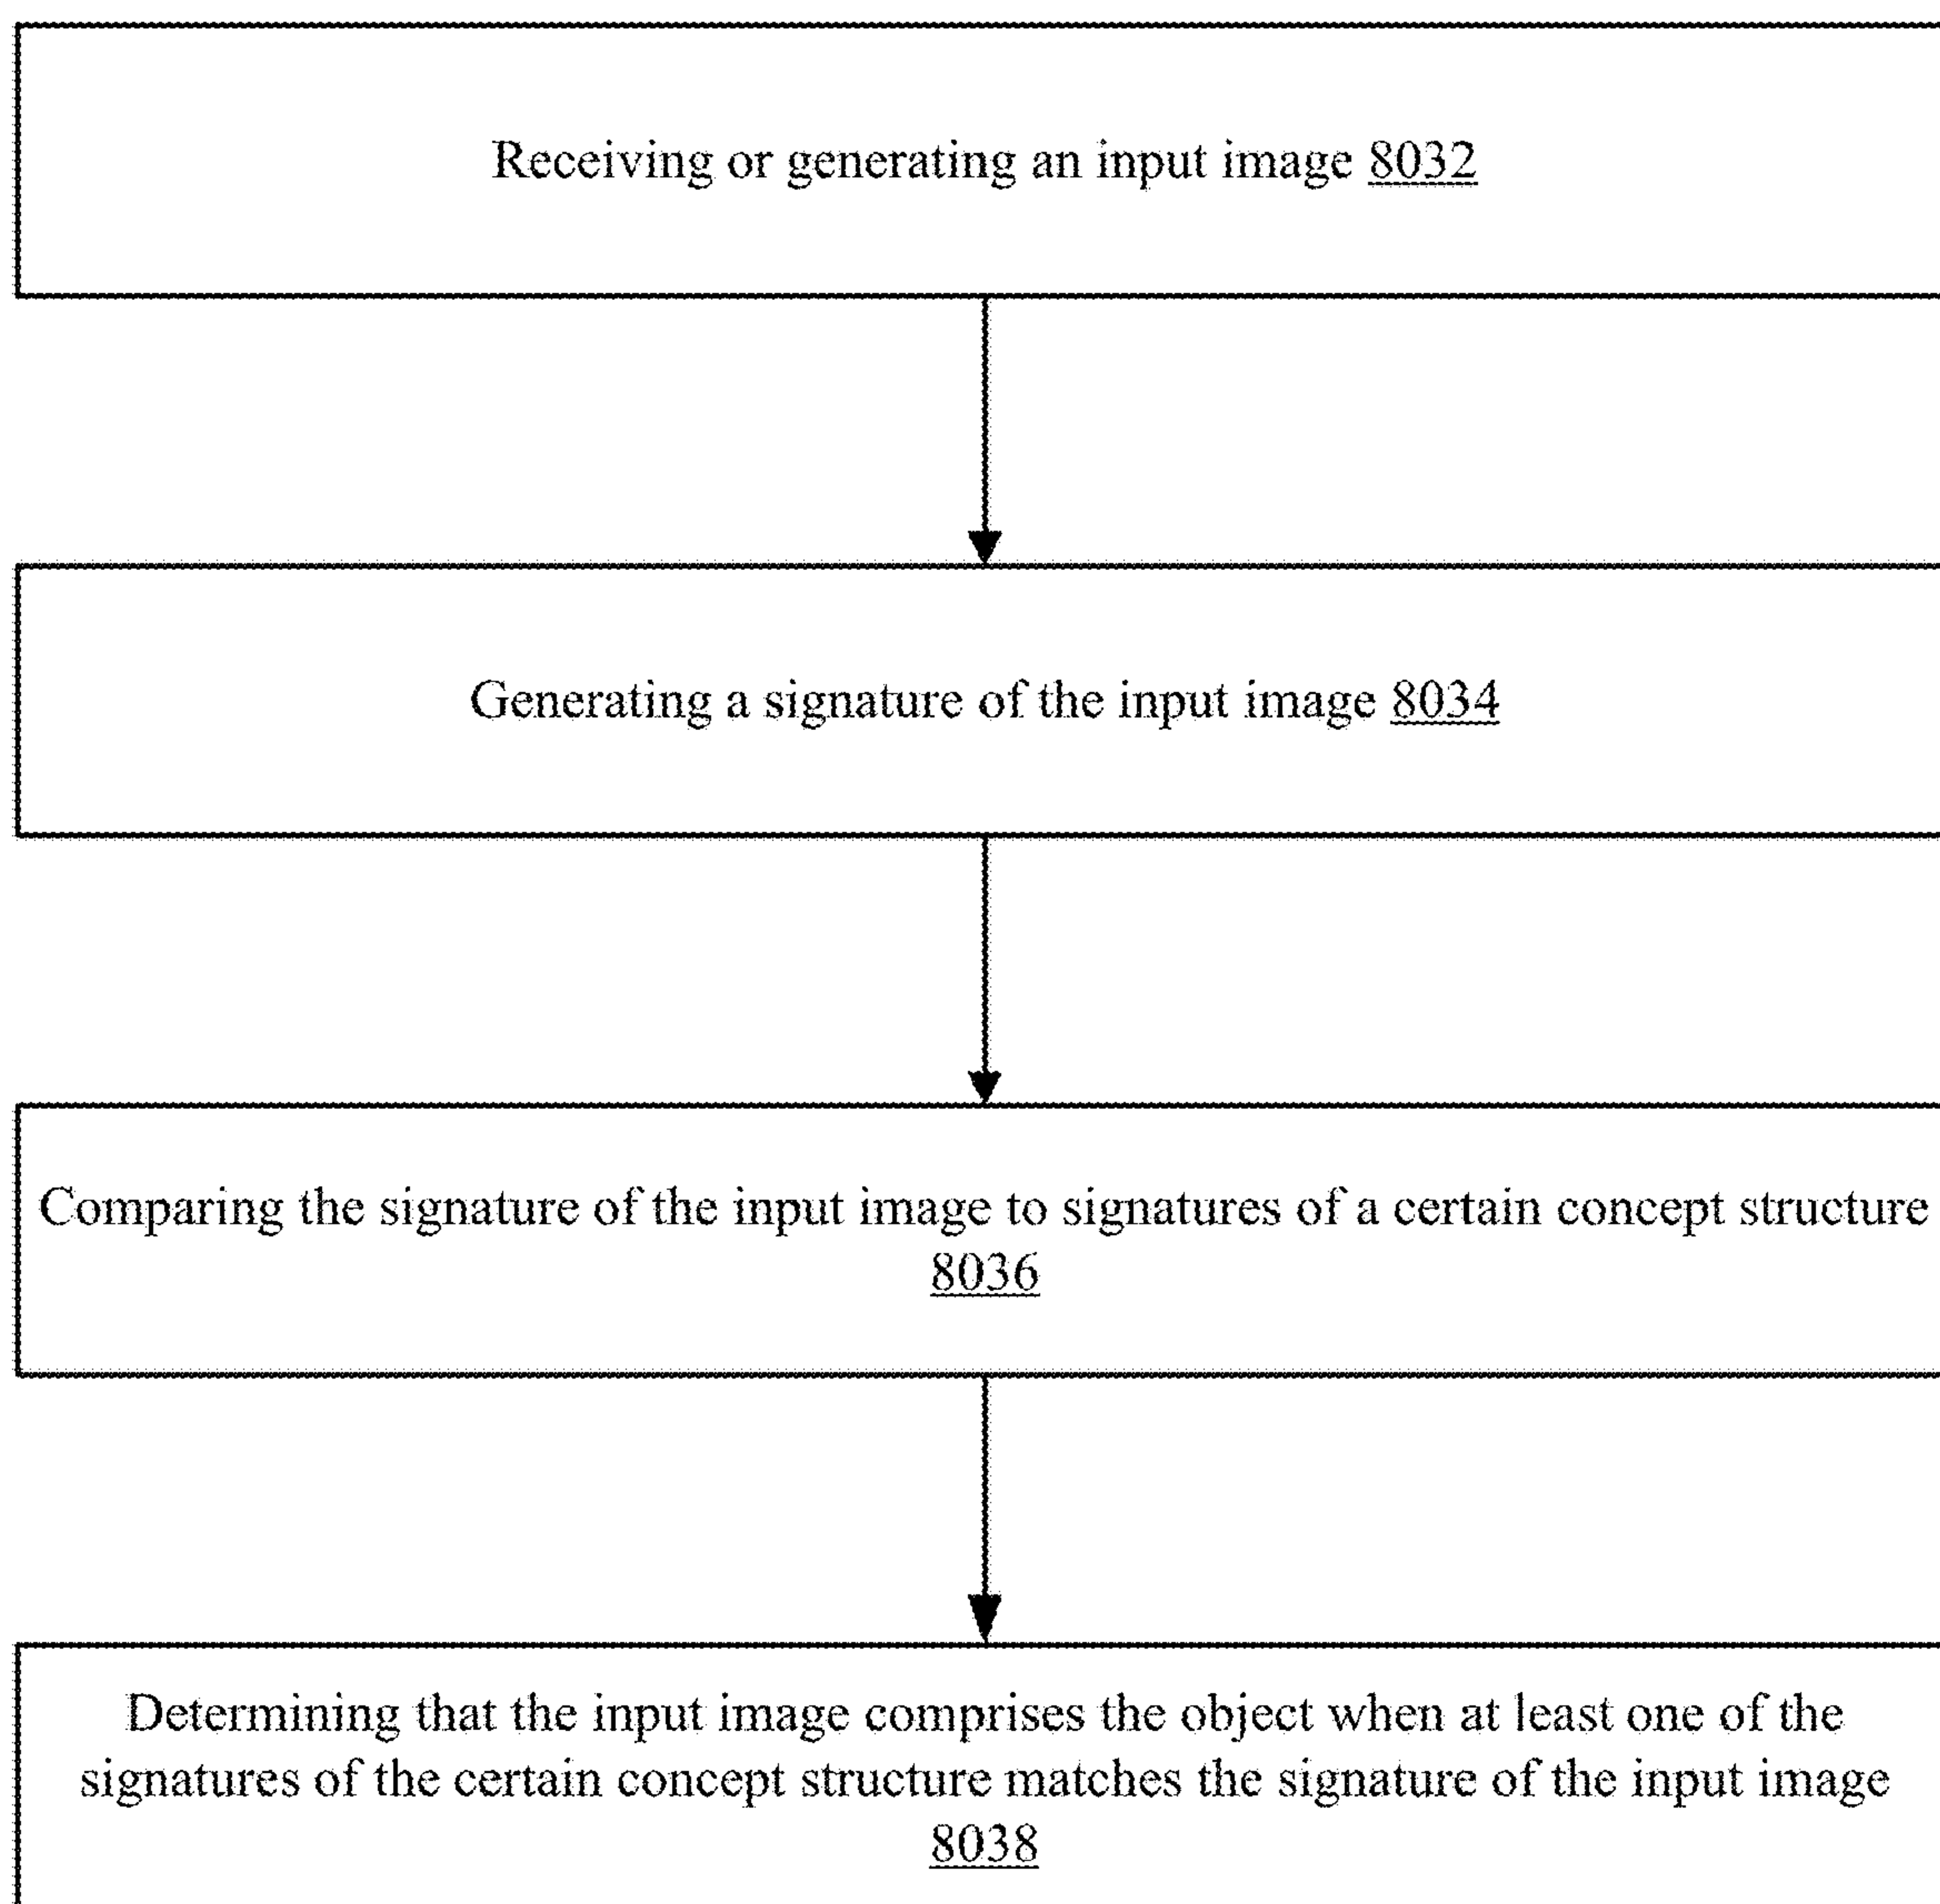 Receiving or generating an input image 8032
Generating a signature of the input image 8034
Comparing the signature of the input image to signatures of a certain concept structure
8036
Determining that the input image comprises the object when at least one of the
signatures of the certain concept structure matches the signature of the input image
8038